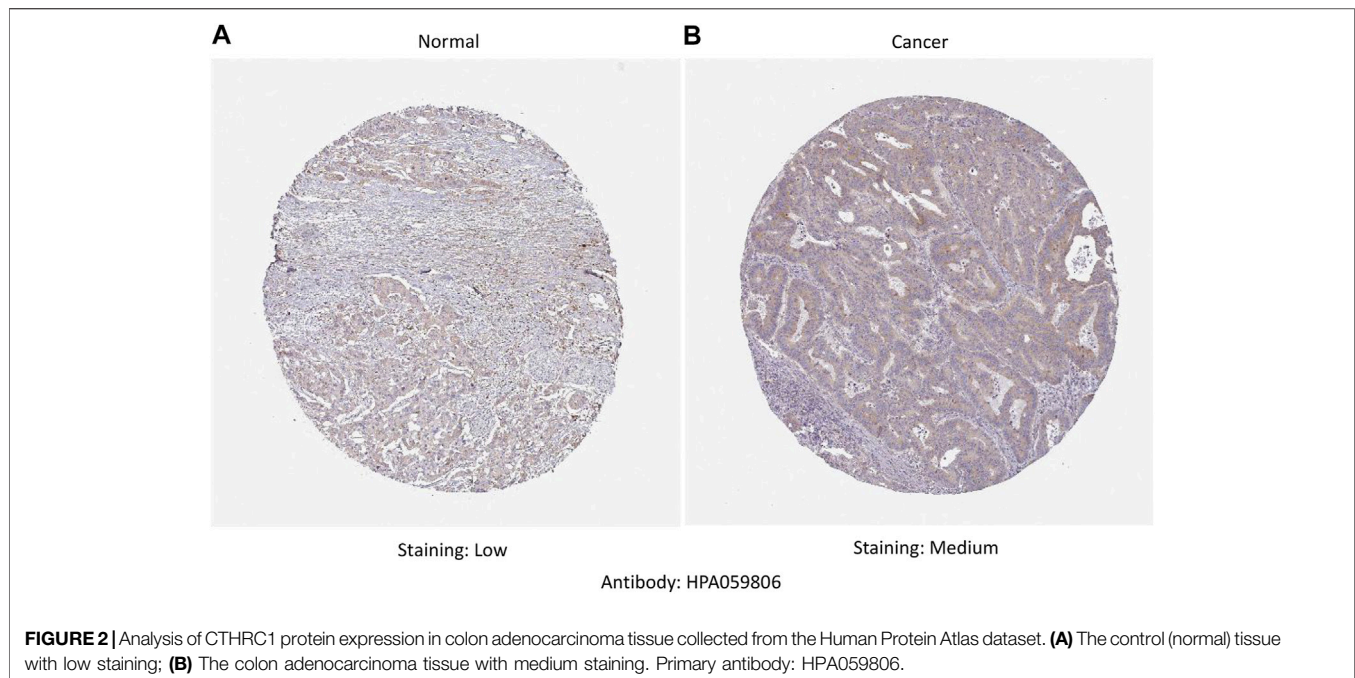 A
Normal
B
Cancer
Staining: Low
Staining: Medium
Antibody: HPA059806
FIGURE 2 | Analysis of CTHRC1 protein expression in colon adenocarcinoma tissue collected from the Human Protein Atlas dataset. (A) The control (normal) tissue
with low staining; (B) The colon adenocarcinoma tissue with medium staining. Primary antibody: HPA059806.